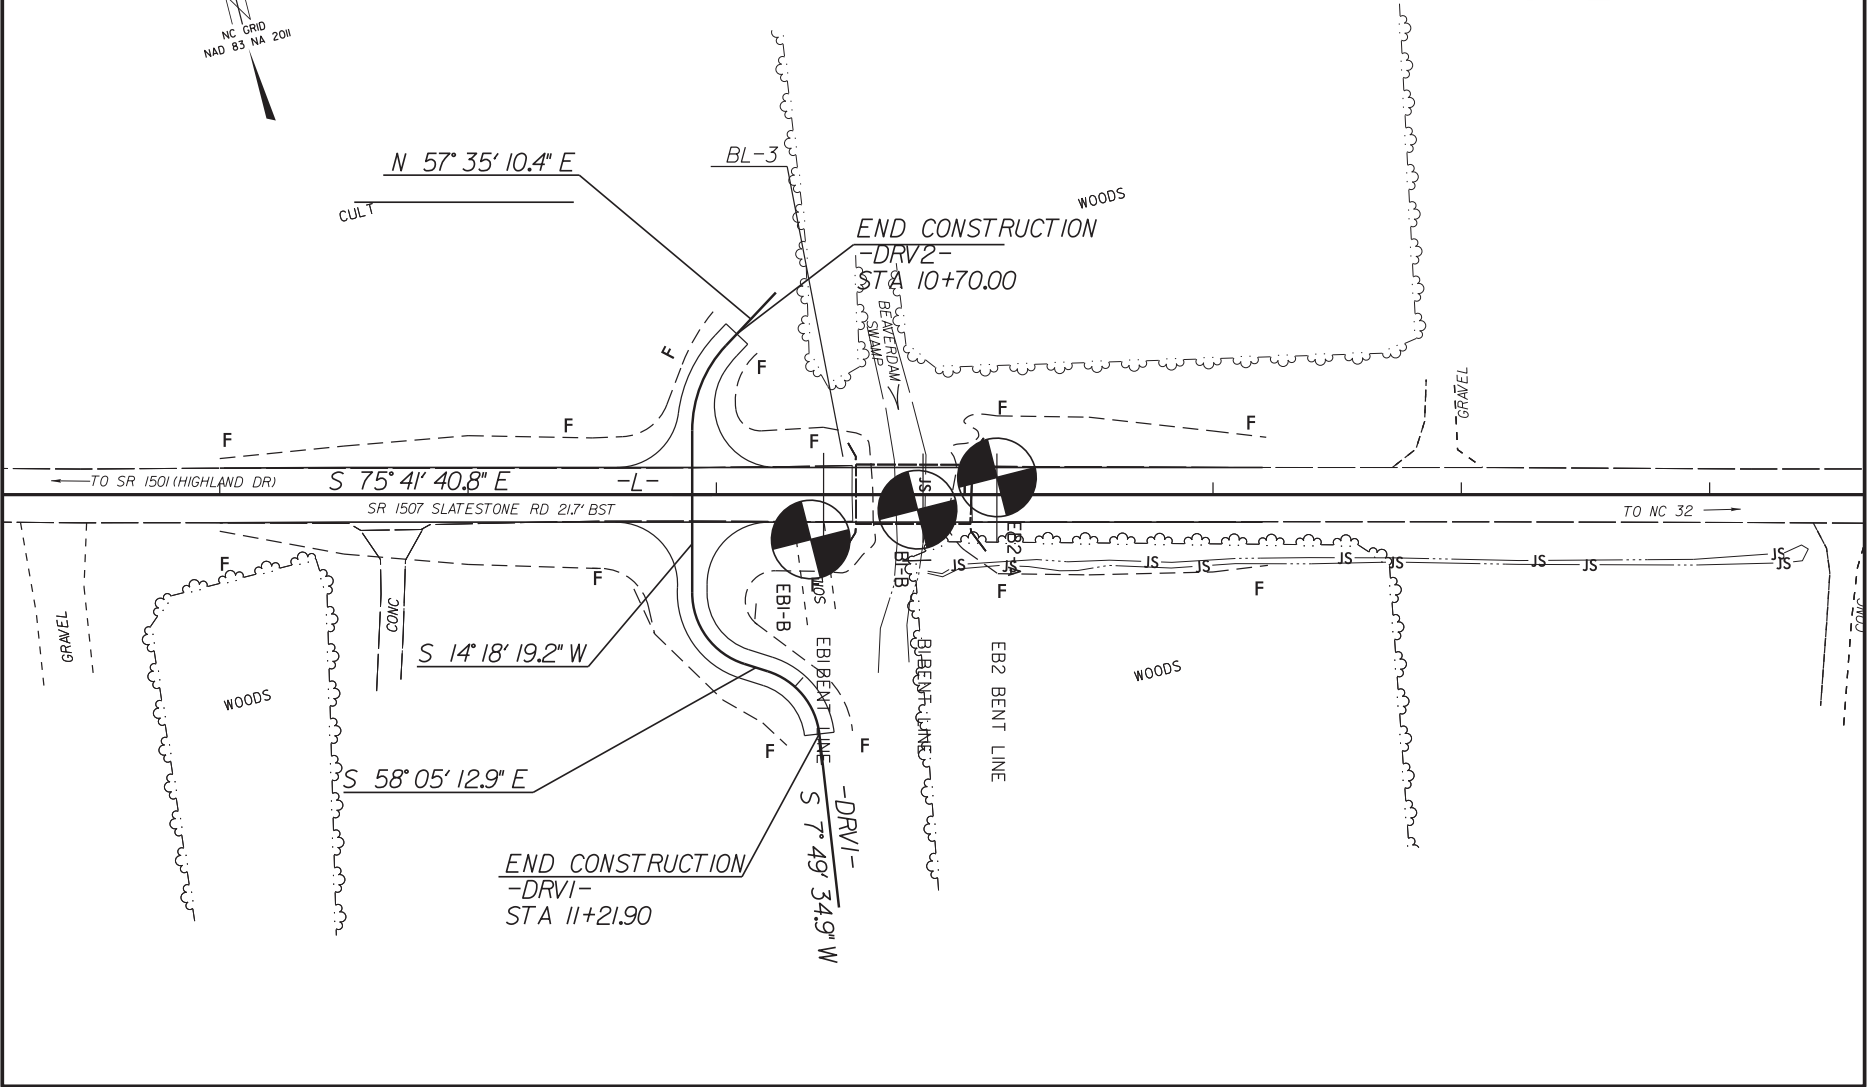 NC GRID
NAD 83 NA 2011
N 57° 35' 10.4" E
BL-3
CULT
WOODS
END CONSTRUCTION
-DRV2-
STA 10+70.00
BEAVERDAM
SWAMP
F
F
GRAVEL
F
F
F
F
F
TO SR 1501 (HIGHLAND DR)
S 75° 41' 40.8" E
-L-
JS
SR 1507 SLATESTONE RD 21.7' BST
TO NC 32
F
F
EB1-B
B1-B
EB2-A
JS
JS
JS
JS
JS
JS
JS
JS
JS
JS
F
F
GRAVEL
CONC
CONC
S 14° 18' 19.2" W
EB1 BENT LINE
B1 BENT LINE
EB2 BENT LINE
WOODS
WOODS
F
F
S 58° 05' 12.9" E
-DRV1-
S 7° 49' 34.9" W
END CONSTRUCTION
-DRV1-
STA 11+21.90